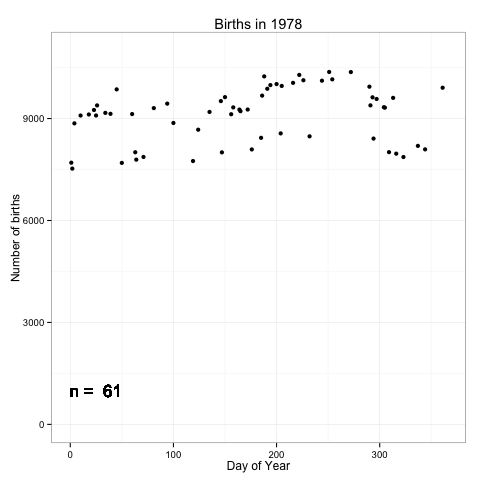 Births in 1978
Number of births
9000
6000
3000
0
n = 61
0 100 200 300
Day of Year